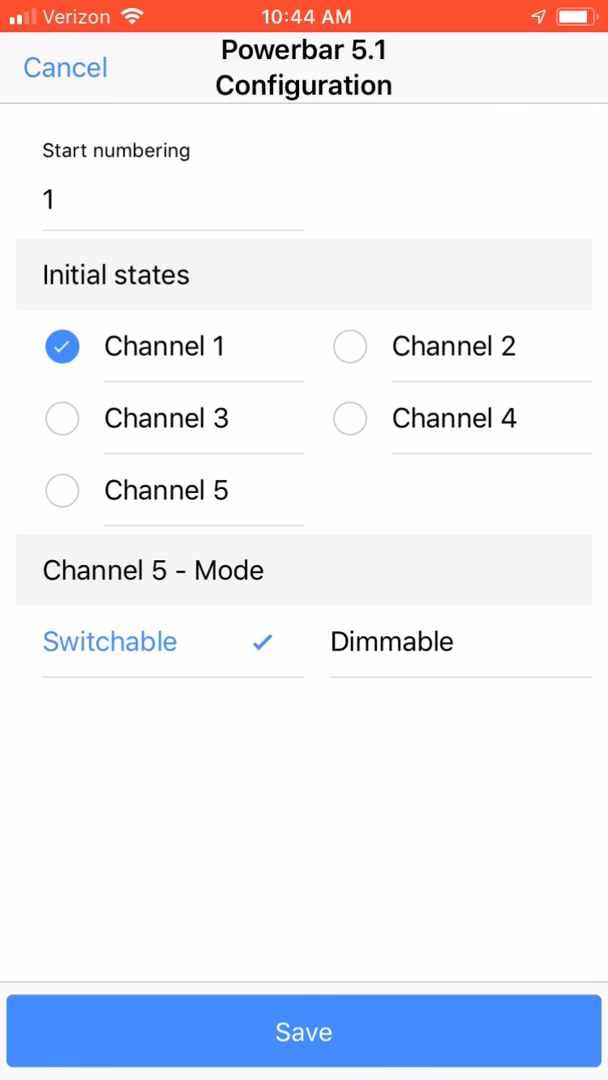 Verizon 10:44 AM
Cancel
Powerbar 5.1
Configuration
Start numbering
1
Initial states
Channel 1 Channel 2
Channel 3 Channel 4
Channel 5
Channel 5 - Mode
Switchable Dimmable
Save